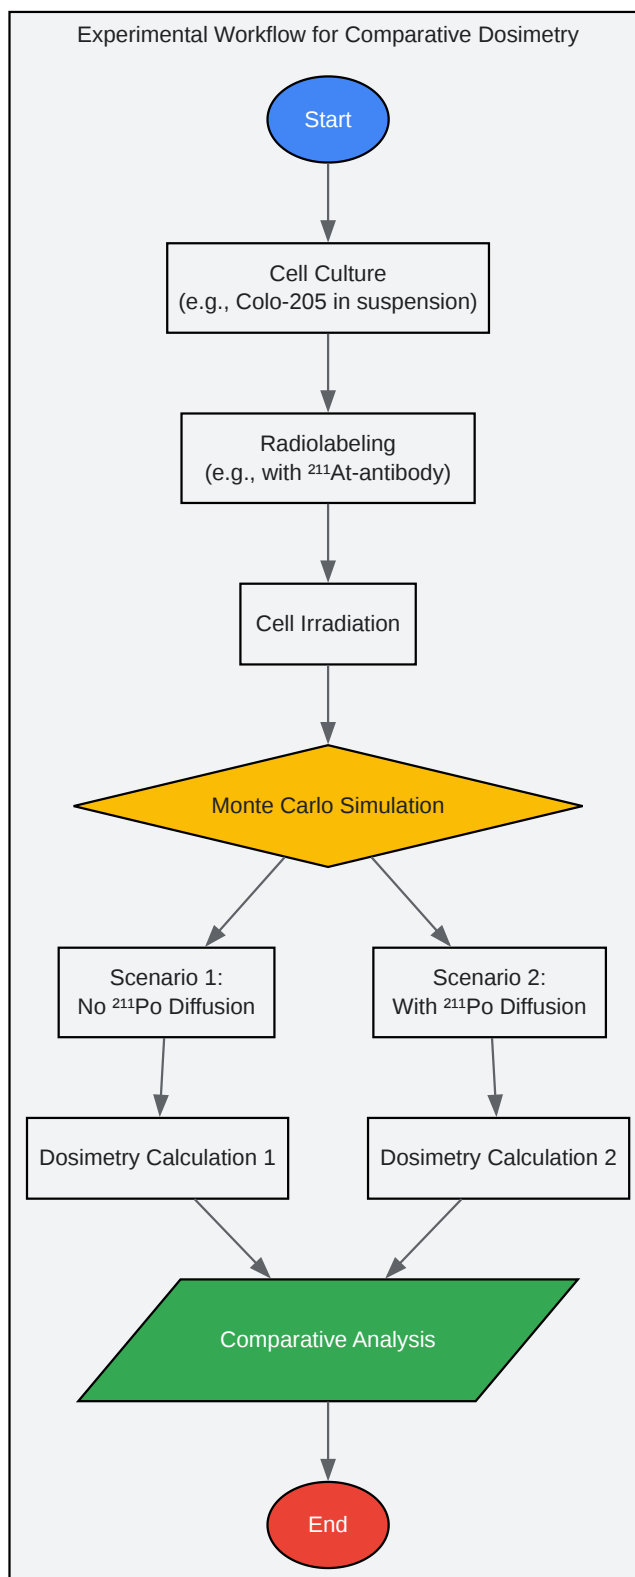 Experimental Workflow for Comparative Dosimetry
Start
Cell Culture
(e.g., Colo-205 in suspension)
Radiolabeling
(e.g., with ²¹¹At-antibody)
Cell Irradiation
Monte Carlo Simulation
Scenario 1:
No ²¹¹Po Diffusion
Scenario 2:
With ²¹¹Po Diffusion
Dosimetry Calculation 1
Dosimetry Calculation 2
Comparative Analysis
End